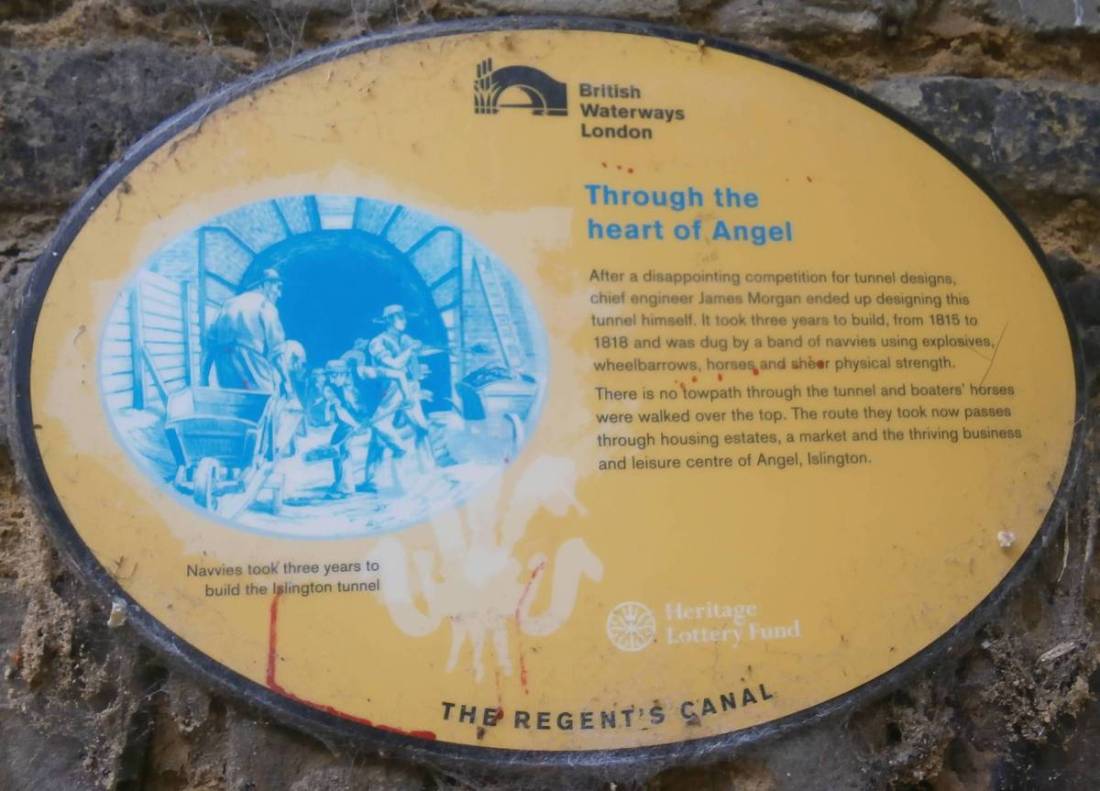 British
Waterways
London
Through the
heart of Angel
After a disappointing competition for tunnel designs,
chief engineer James Morgan ended up designing this
tunnel himself. It took three years to build, from 1815 to
1818 and was dug by a band of navvies using explosives,
wheelbarrows, horses and sheer physical strength.
There is no towpath through the tunnel and boaters' horses
were walked over the top. The route they took now passes
through housing estates, a market and the thriving business
and leisure centre of Angel, Islington.
Navvies took three years to
build the Islington tunnel
Heritage
Lottery Fund
THE REGENT'S CANAL